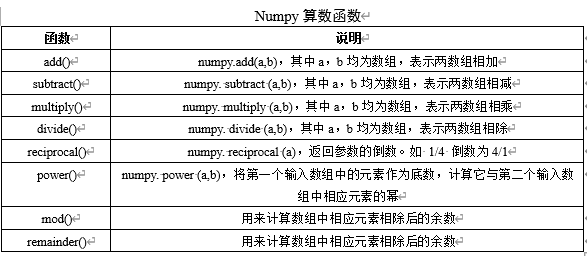 Numpy 算数函数
函数 说明
add() numpy.add(a,b)，其中 a，b 均为数组，表示两数组相加
subtract() numpy. subtract (a,b)，其中 a，b 均为数组，表示两数组相减
multiply() numpy. multiply (a,b)，其中 a，b 均为数组，表示两数组相乘
divide() numpy. divide (a,b)，其中 a，b 均为数组，表示两数组相除
reciprocal() numpy. reciprocal (a)，返回参数的倒数。如 1/4 倒数为 4/1
power() numpy. power (a,b)，将第一个输入数组中的元素作为底数，计算它与第二个输入数
组中相应元素的幂
mod() 用来计算数组中相应元素相除后的余数
remainder() 用来计算数组中相应元素相除后的余数